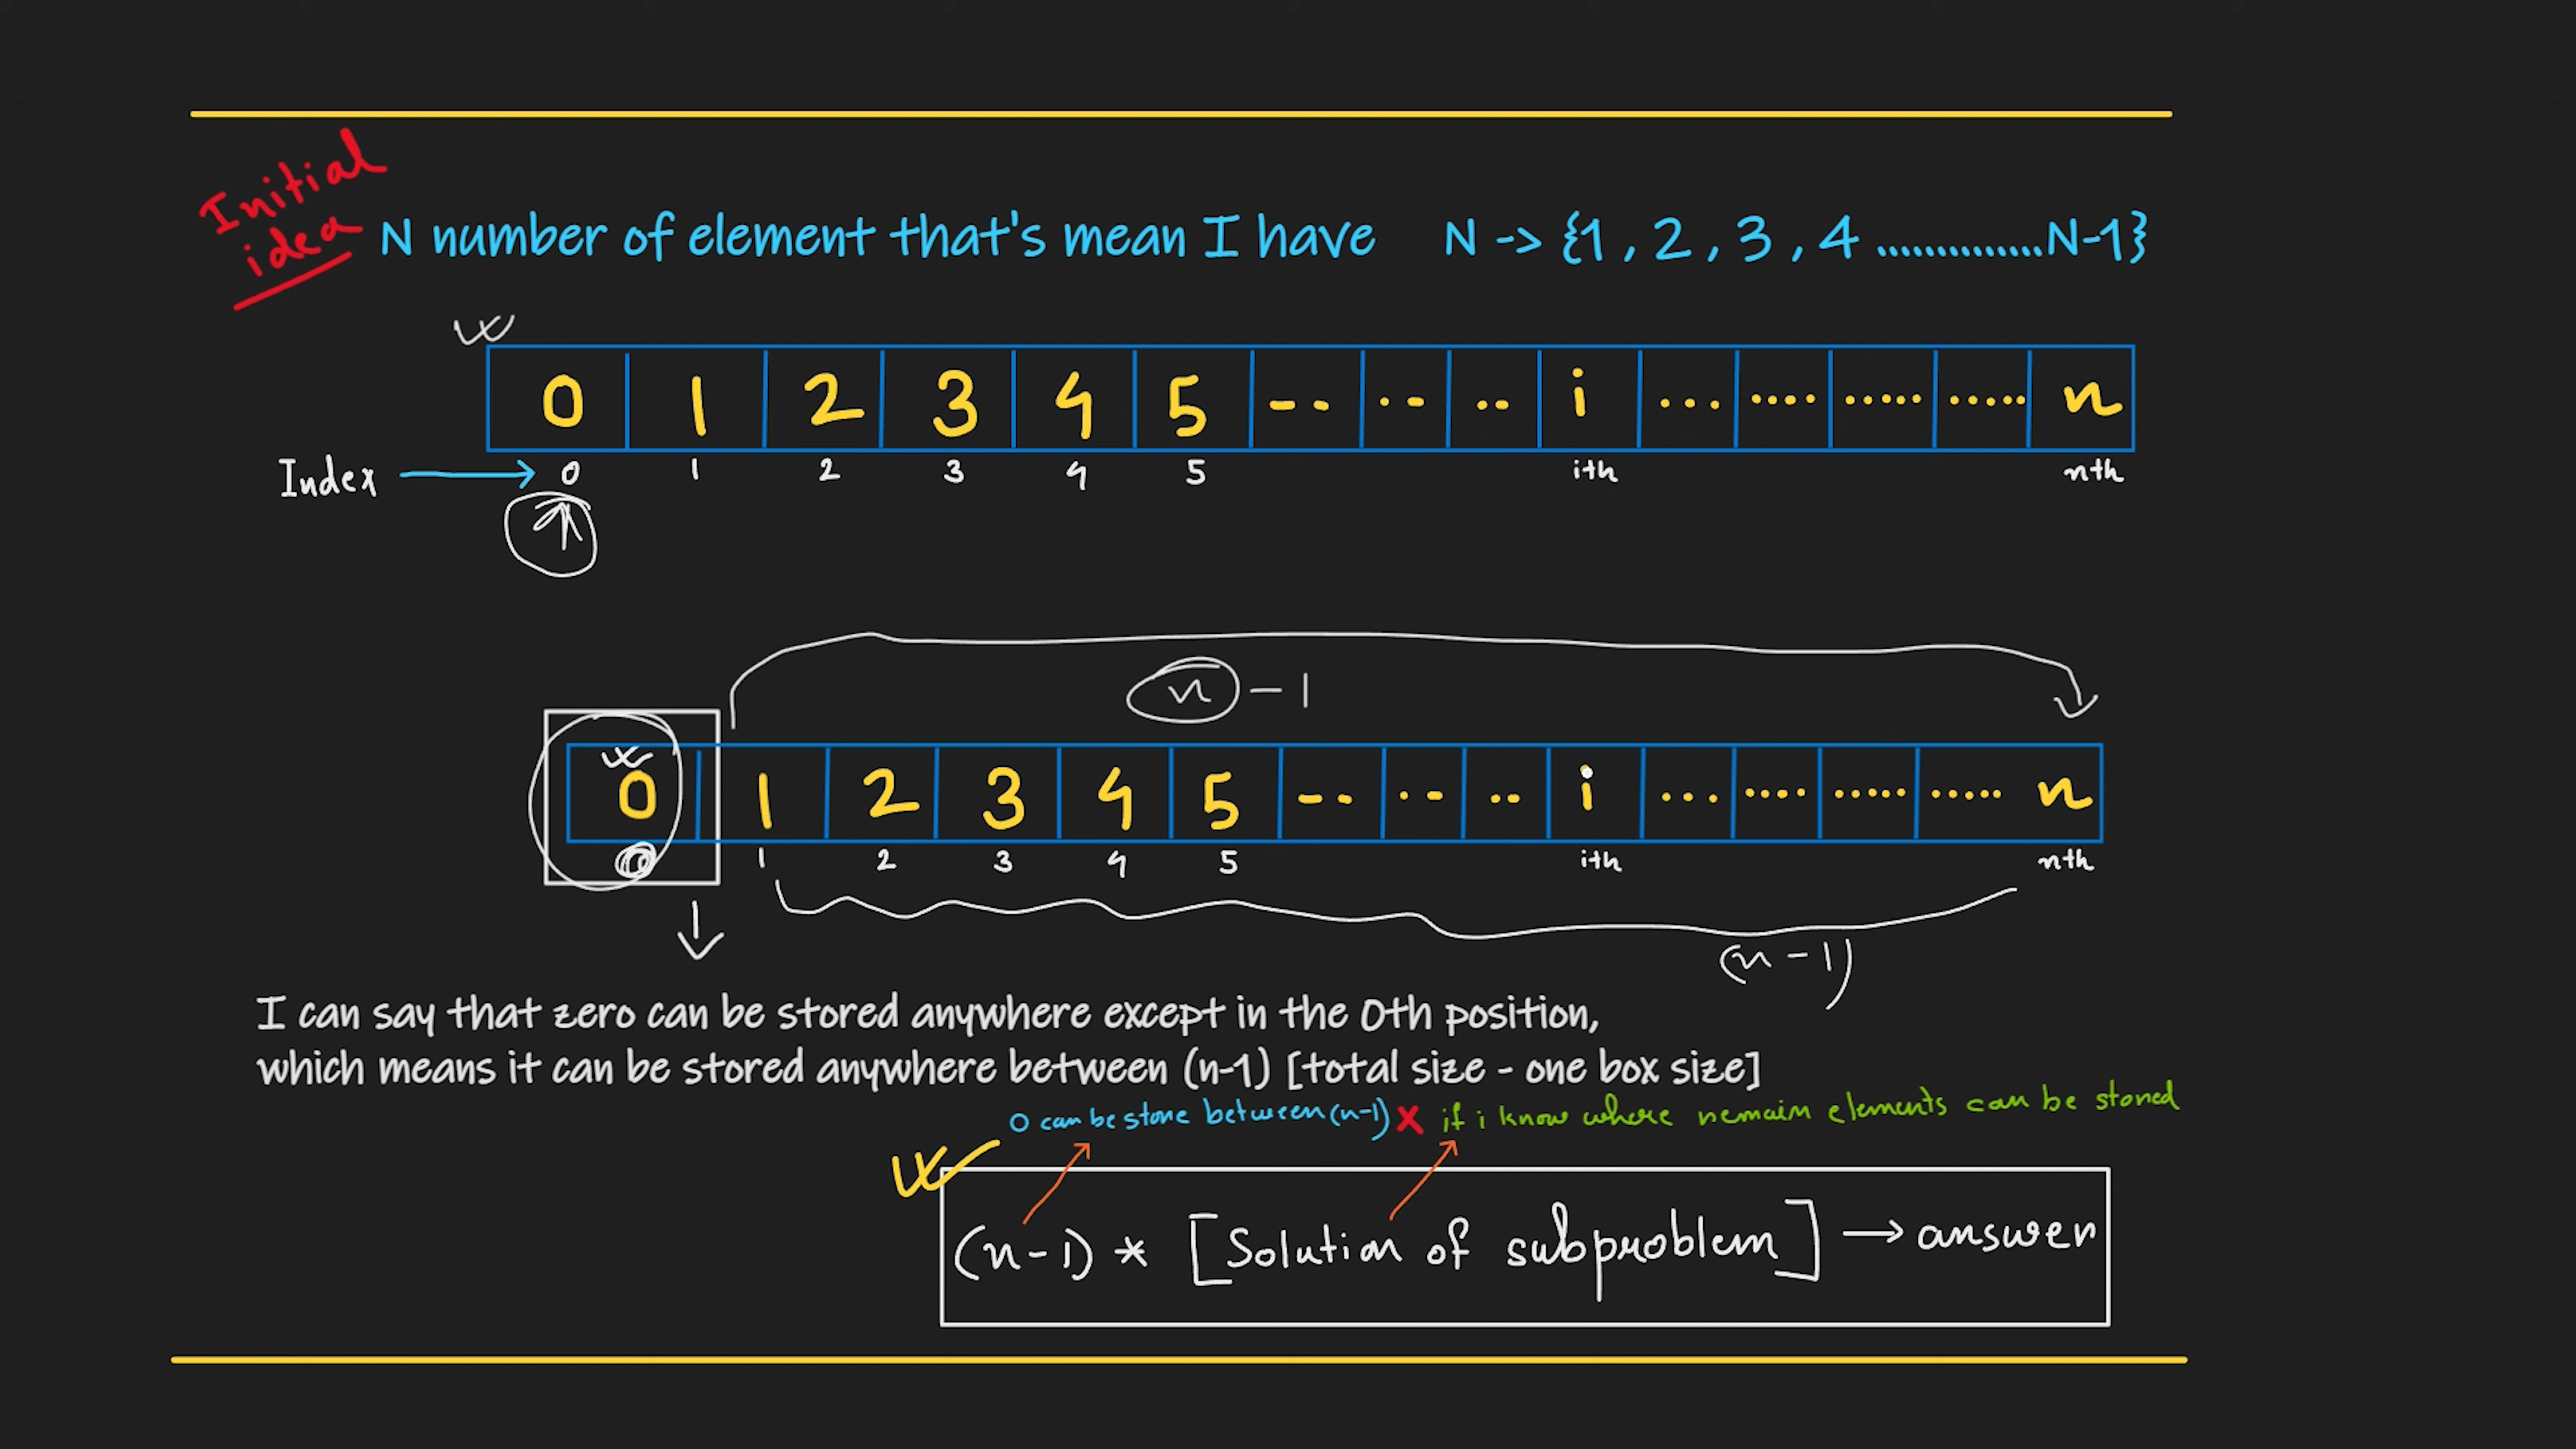 Initial
idea
N number of element that's mean I have N -> {1 , 2 , 3 , 4 ...............N-1}
0 1 2 3 4 5 -- -- -- i ... .... ..... ..... n
Index → 0 1 2 3 4 5 ith nth
n - 1
0 1 2 3 4 5 -- -- -- i ... .... ..... ..... n
0 1 2 3 4 5 ith nth
(n - 1)
I can say that zero can be stored anywhere except in the 0th position,
which means it can be stored anywhere between (n-1) [total size - one box size]
0 can be store between (n-1) × if i know where remain elements can be stored
(n-1) * [Solution of subproblem] → answer